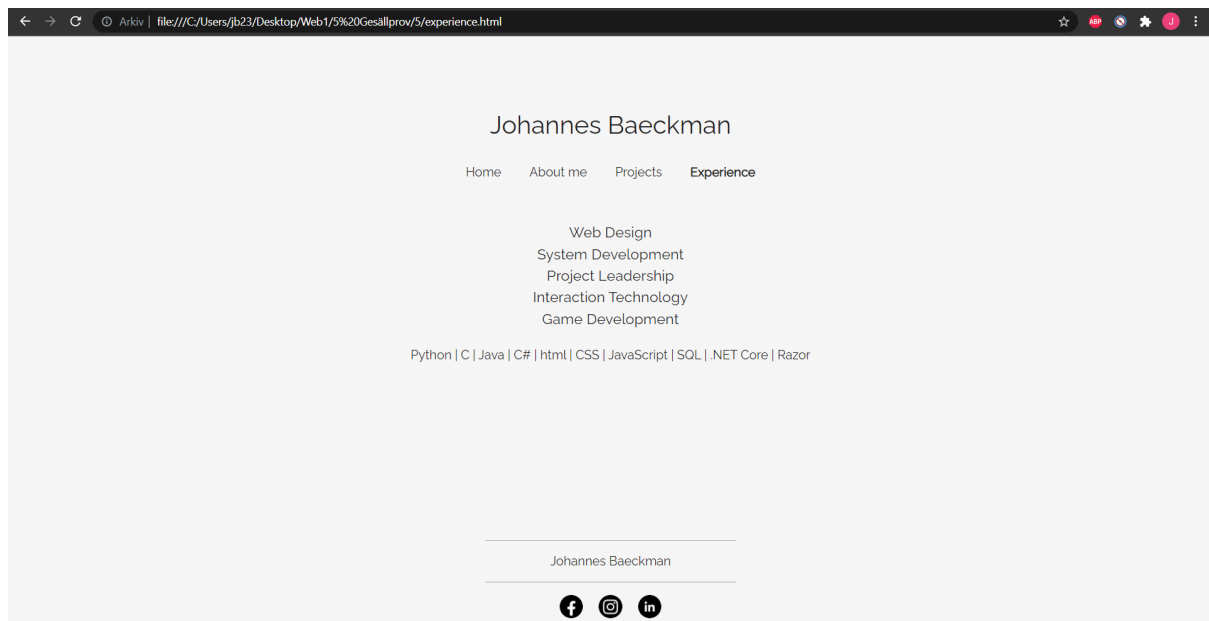 Arkiv | file:///C:/Users/jb23/Desktop/Web1/5%20Gesällprov/5/experience.html
ABP
J
Johannes Baeckman
Home About me Projects Experience
Web Design
System Development
Project Leadership
Interaction Technology
Game Development
Python | C | Java | C# | html | CSS | JavaScript | SQL | .NET Core | Razor
Johannes Baeckman
f in